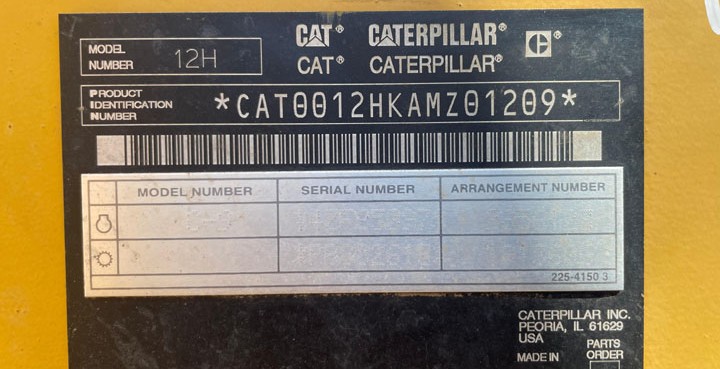 MODEL NUMBER 12H
CAT® CATERPILLAR® C
CAT® CATERPILLAR®
PRODUCT IDENTIFICATION NUMBER *CAT0012HKAMZ01209*
MODEL NUMBER SERIAL NUMBER ARRANGEMENT NUMBER
225-4150 3
CATERPILLAR INC.
PEORIA, IL 61629
USA
MADE IN
PARTS
ORDER